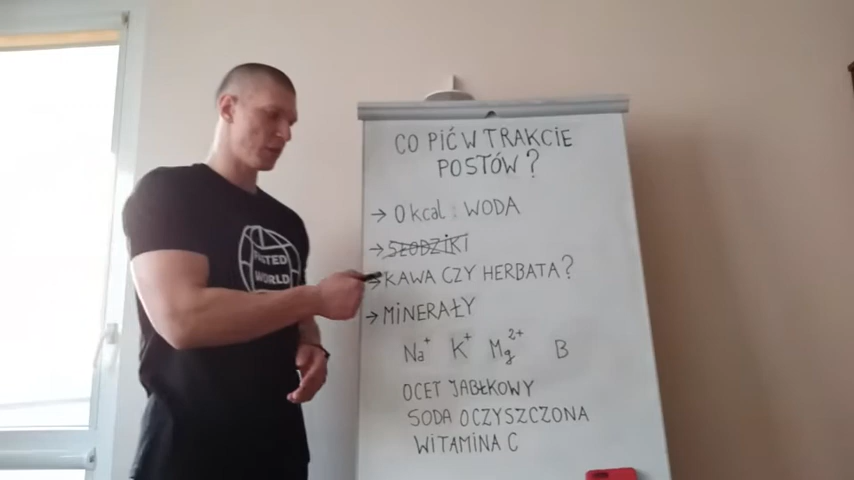 CO PIĆ W TRAKCIE
POSTÓW?
→ 0 kcal: WODA
→ SŁODZIKI
→ KAWA CZY HERBATA?
→ MINERAŁY
Na⁺ K⁺ Mg²⁺ B
OCET JABŁKOWY
SODA OCZYSZCZONA
WITAMINA C
WORLD